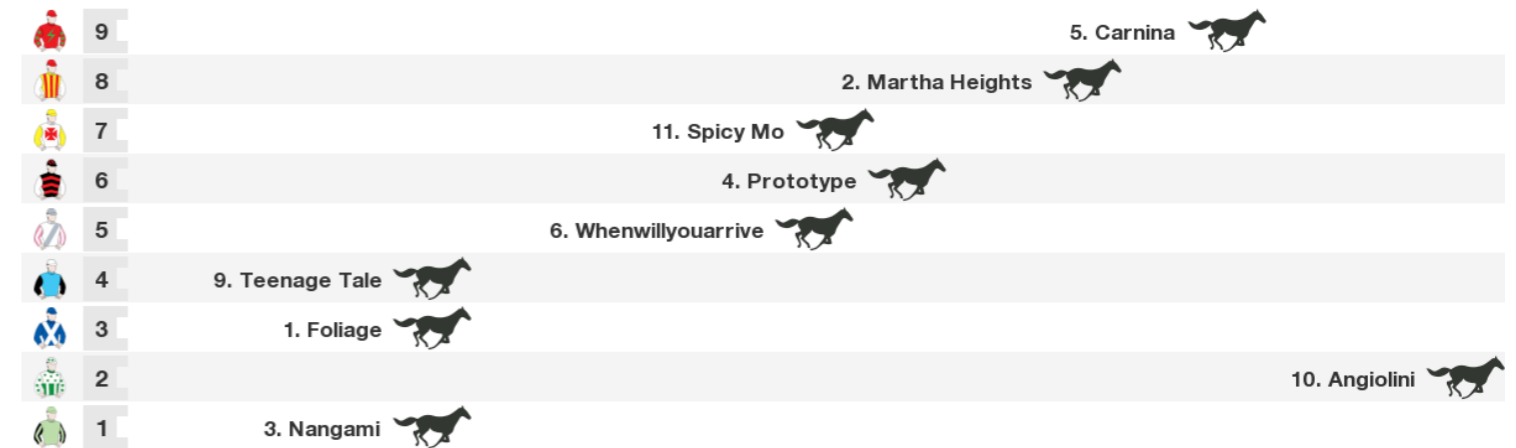 9 5. Carnina
8 2. Martha Heights
7 11. Spicy Mo
6 4. Prototype
5 6. Whenwillyouarrive
4 9. Teenage Tale
3 1. Foliage
2 10. Angiolini
1 3. Nangami